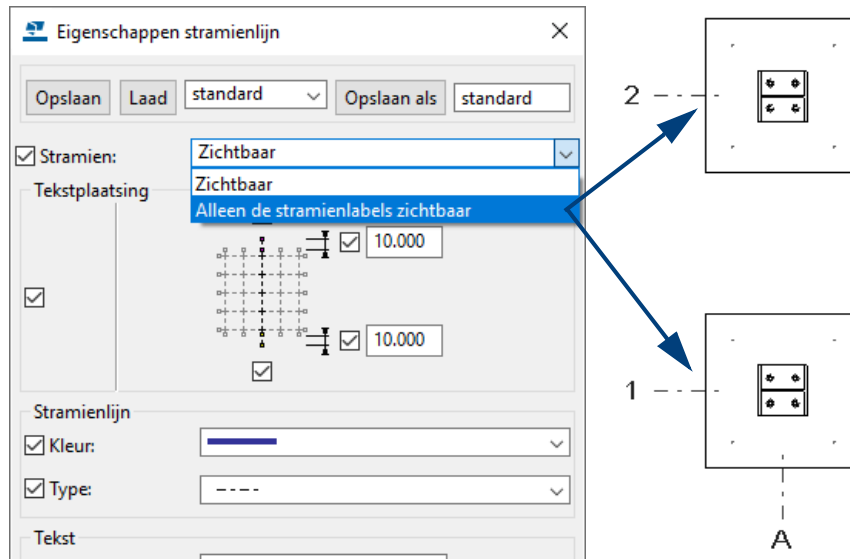 Eigenschappen stramienlijn
Opslaan Laad standard Opslaan als standard
Stramien: Zichtbaar
Zichtbaar
Alleen de stramienlabels zichtbaar
Tekstplaatsing
10.000
10.000
Stramienlijn
Kleur:
Type:
Tekst
2
1
A